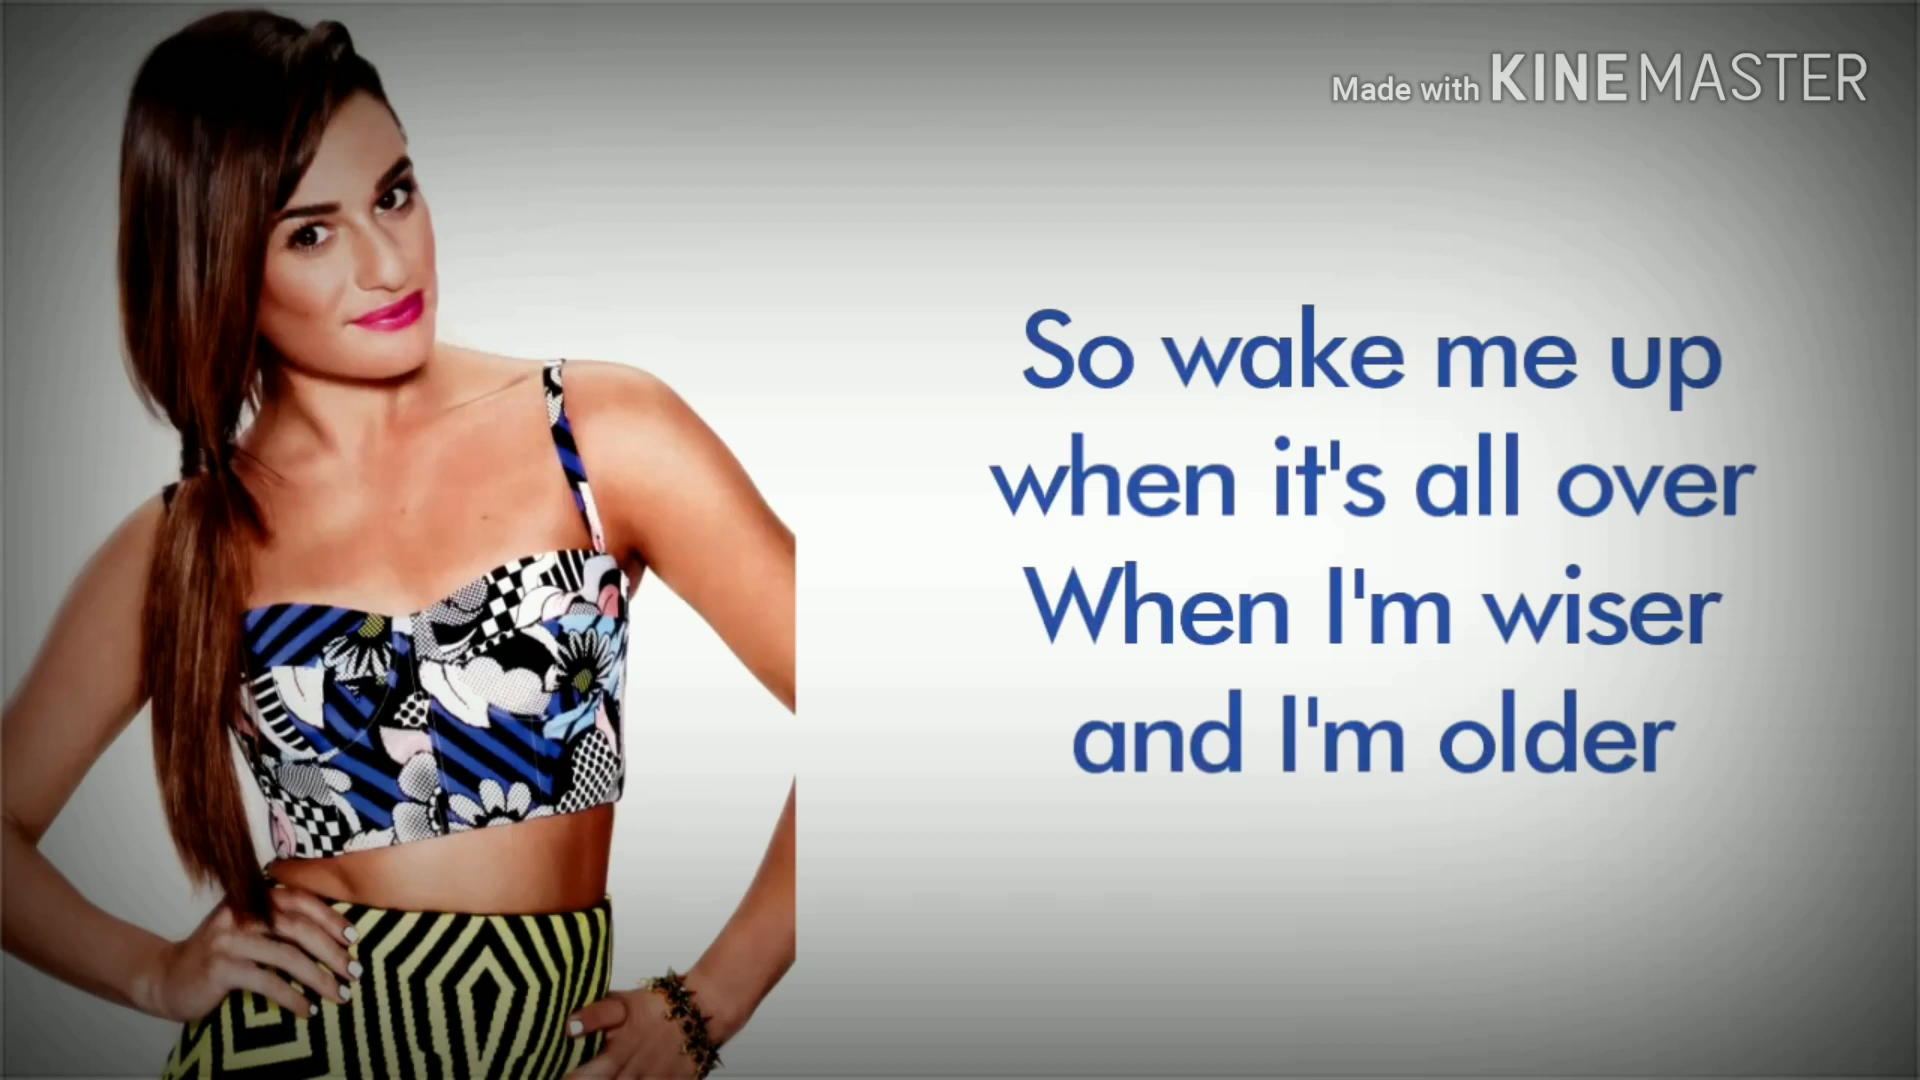 Made with KINEMASTER
So wake me up
when it's all over
When I'm wiser
and I'm older